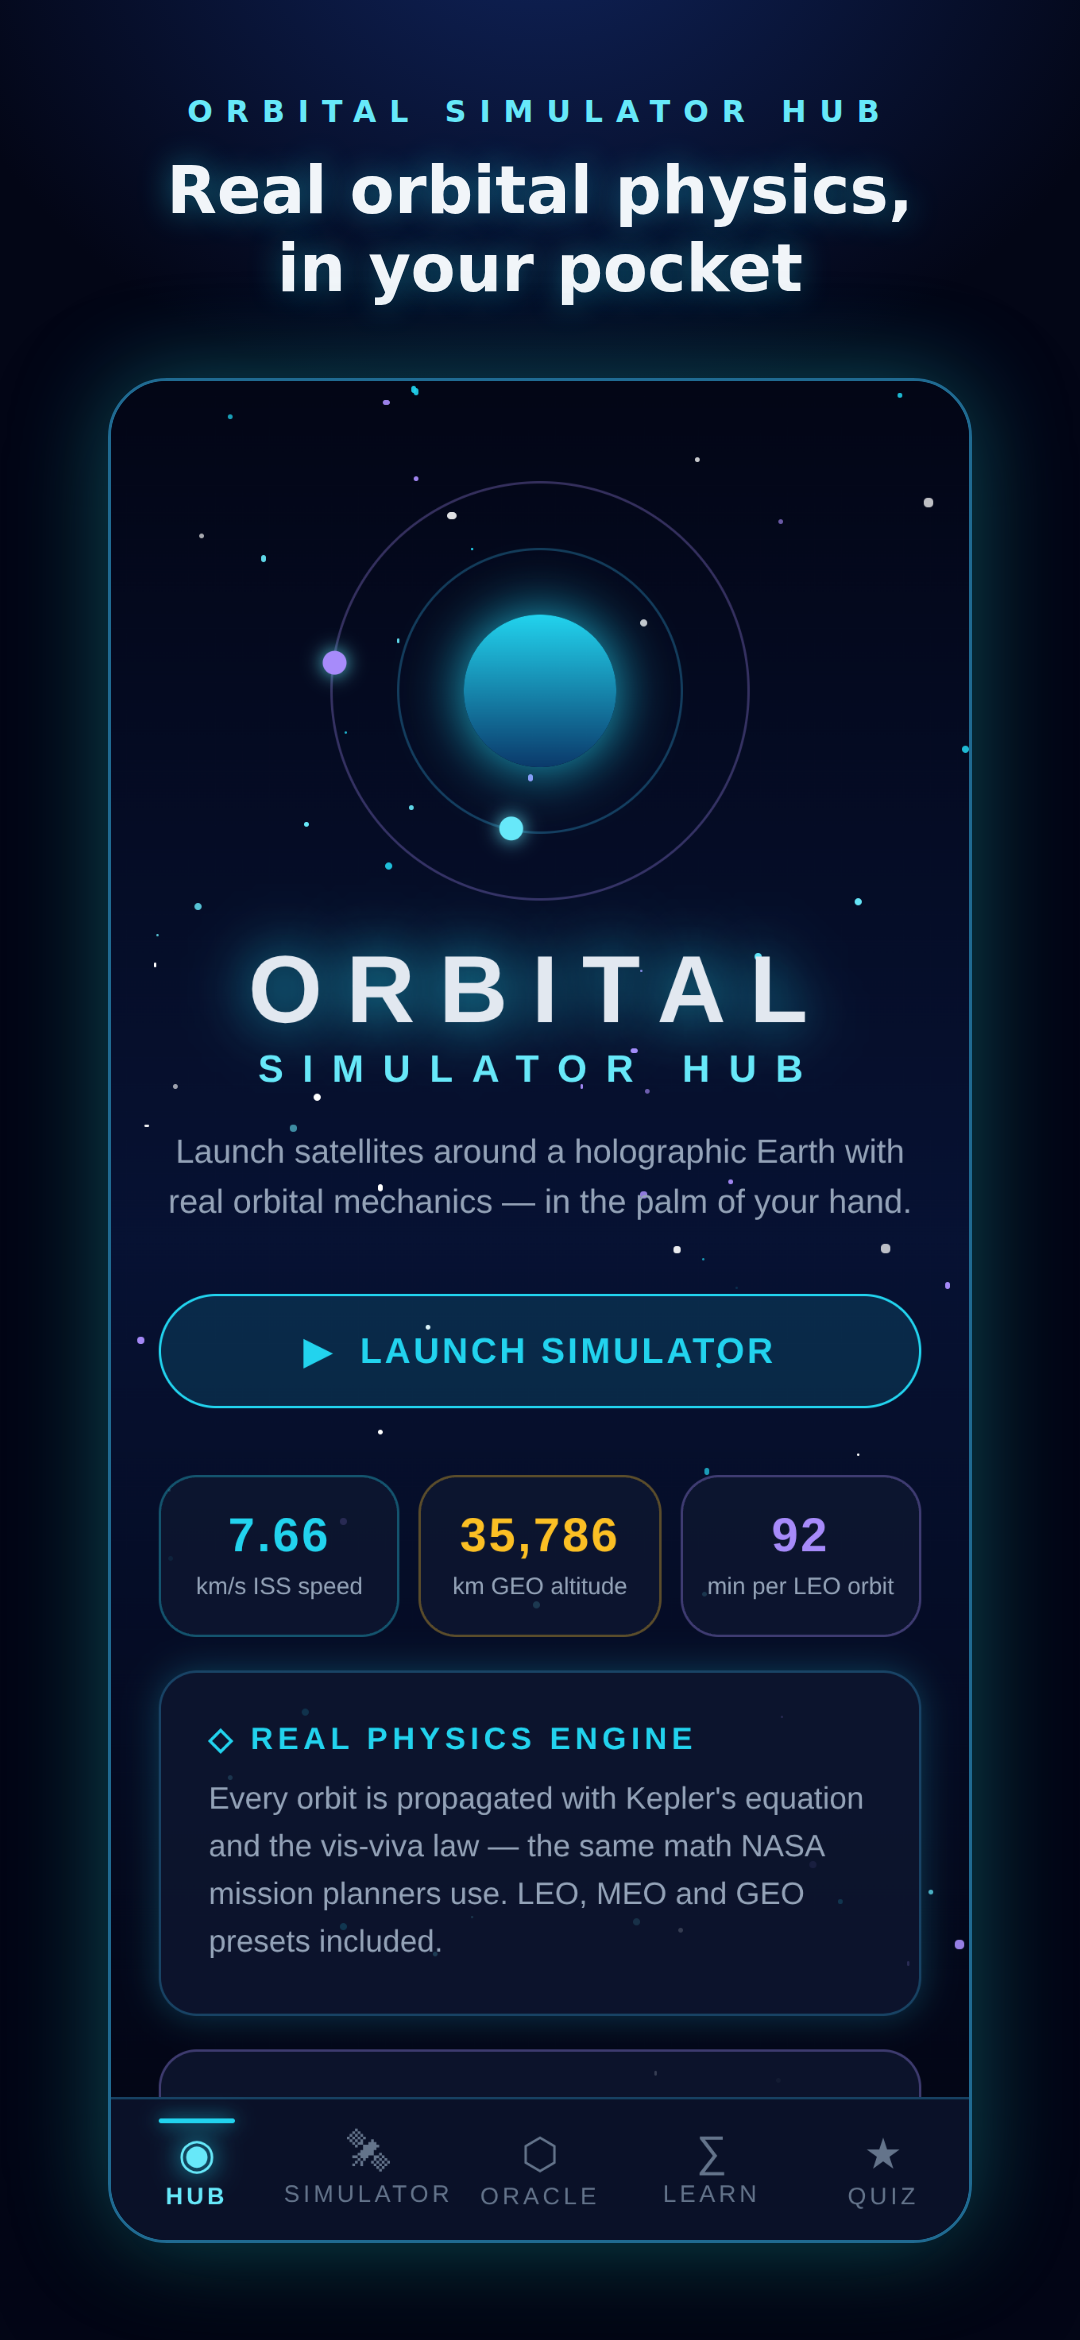 ORBITAL SIMULATOR HUB
Real orbital physics,
in your pocket
ORBITAL
SIMULATOR HUB
Launch satellites around a holographic Earth with
real orbital mechanics — in the palm of your hand.
▶ LAUNCH SIMULATOR
7.66
km/s ISS speed
35,786
km GEO altitude
92
min per LEO orbit
◇ REAL PHYSICS ENGINE
Every orbit is propagated with Kepler's equation
and the vis-viva law — the same math NASA
mission planners use. LEO, MEO and GEO
presets included.
HUB
SIMULATOR
ORACLE
LEARN
QUIZ